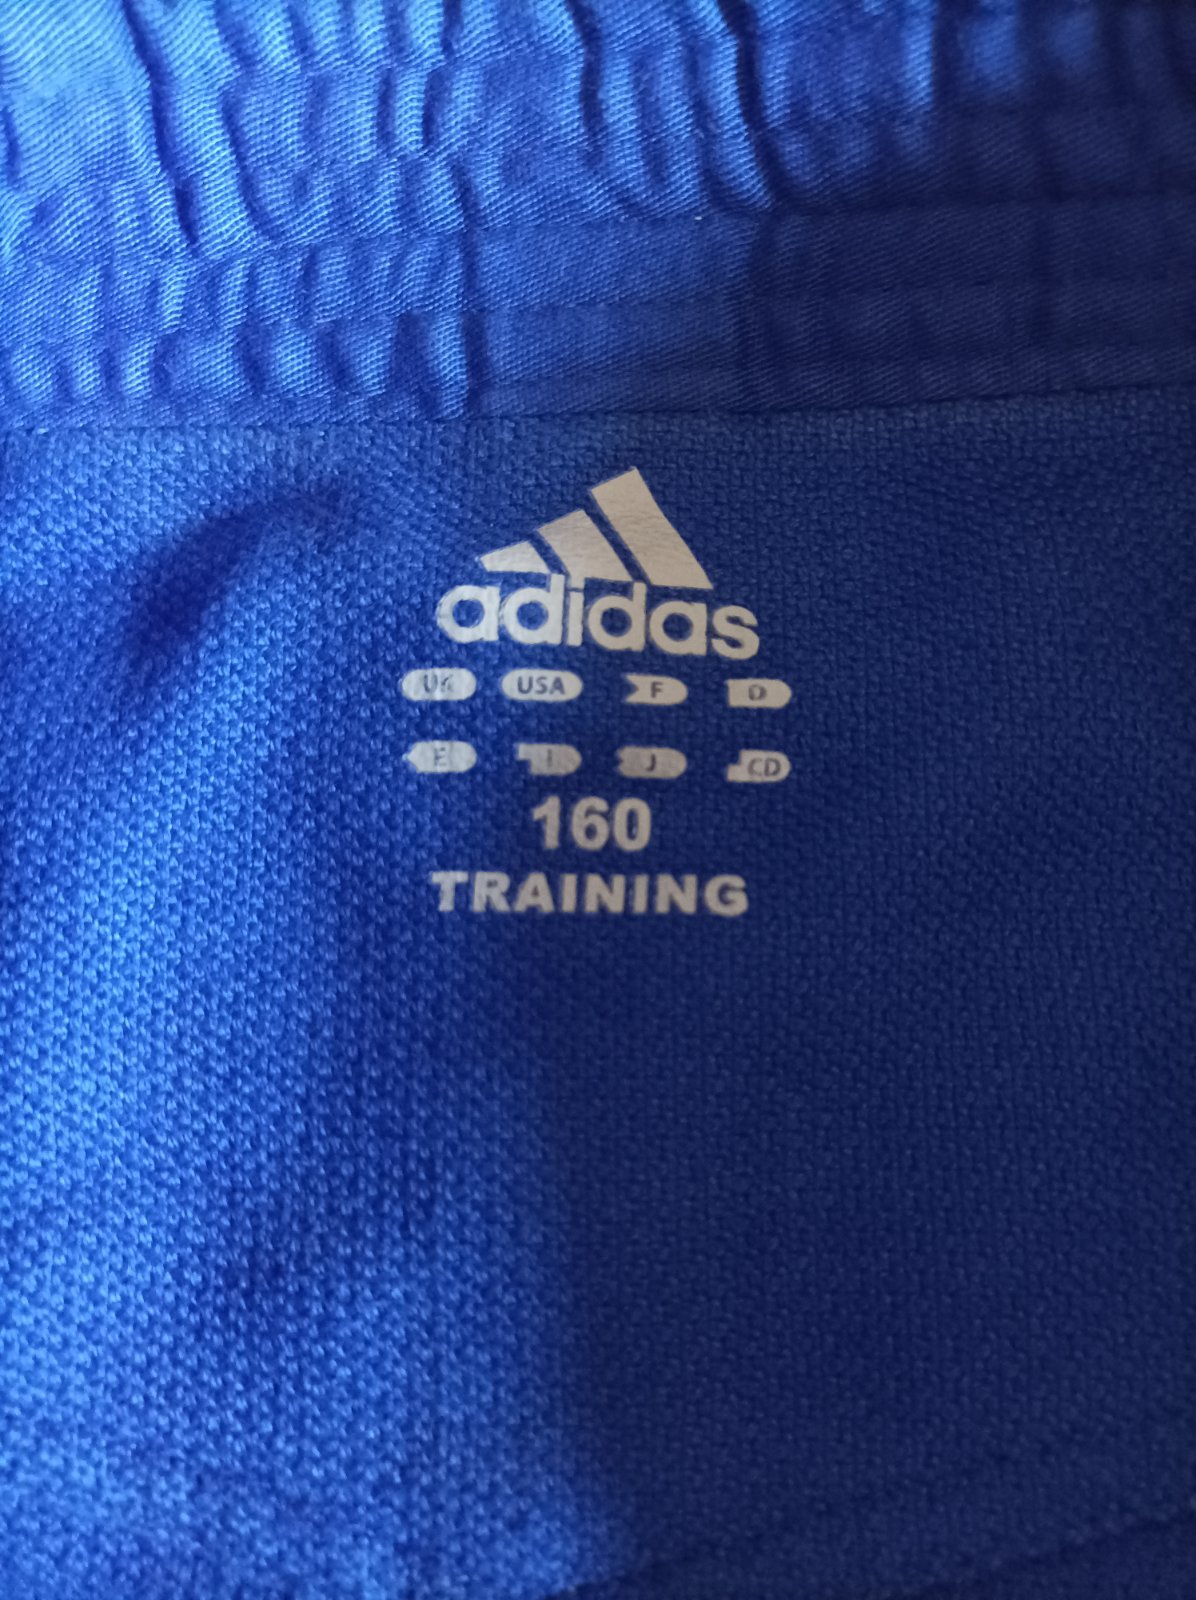 adidas
UK USA F D
E I J CD
160
TRAINING